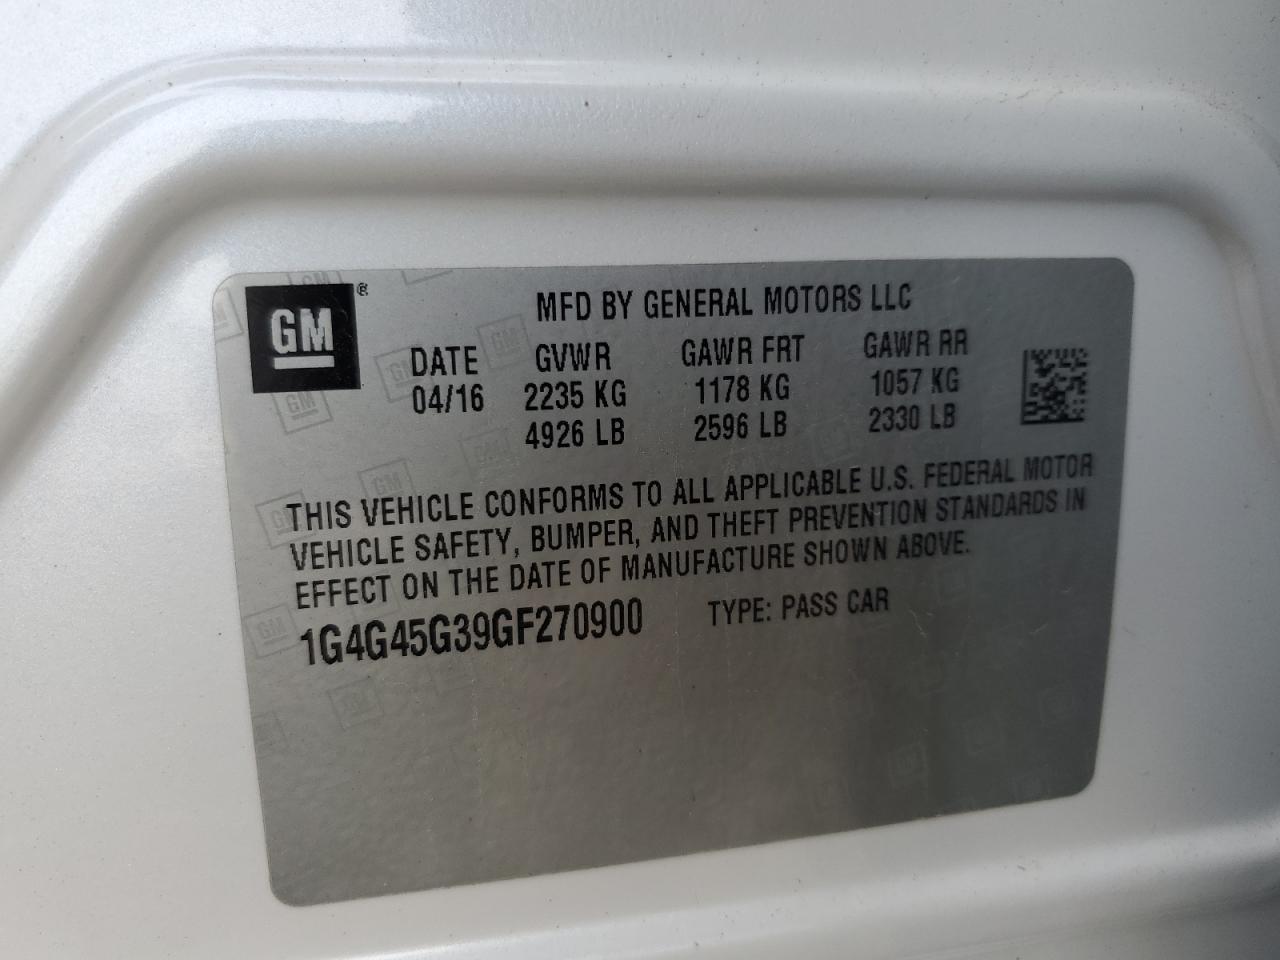 GM ®
MFD BY GENERAL MOTORS LLC
DATE GVWR GAWR FRT GAWR RR
04/16 2235 KG 1178 KG 1057 KG
4926 LB 2596 LB 2330 LB
THIS VEHICLE CONFORMS TO ALL APPLICABLE U.S. FEDERAL MOTOR
VEHICLE SAFETY, BUMPER, AND THEFT PREVENTION STANDARDS IN
EFFECT ON THE DATE OF MANUFACTURE SHOWN ABOVE.
1G4G45G39GF270900 TYPE: PASS CAR